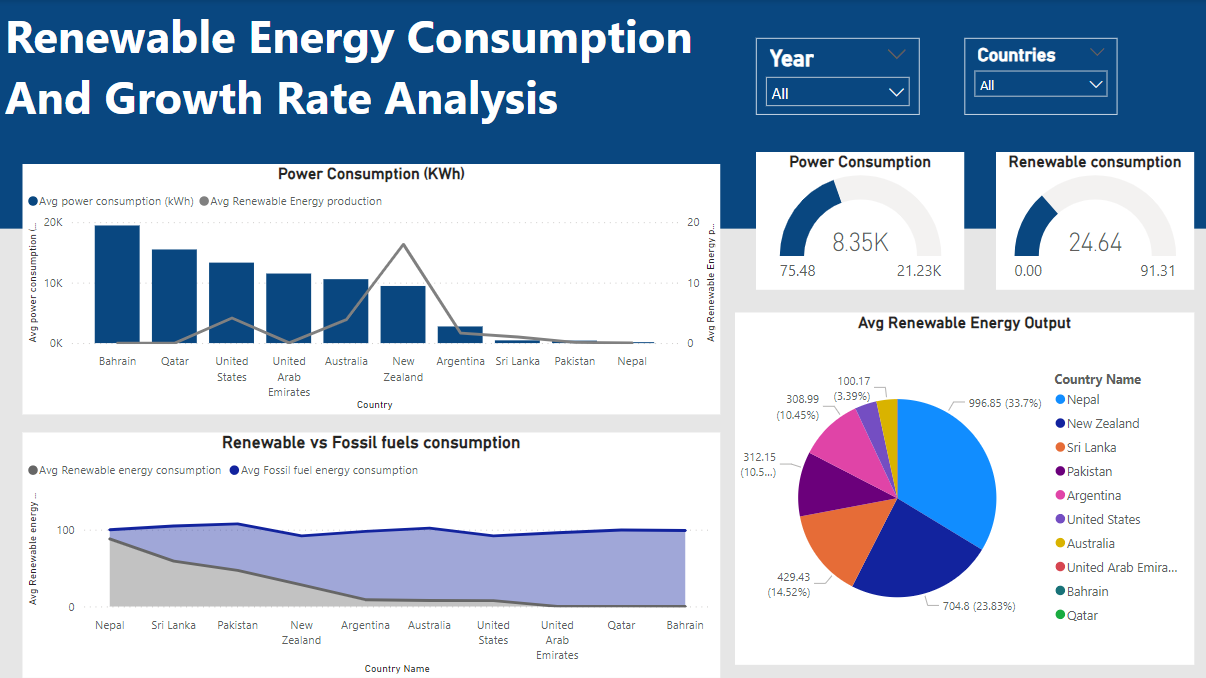 Renewable Energy Consumption
And Growth Rate Analysis
Year
All
Countries
All
Power Consumption (KWh)
Avg power consumption (kWh) Avg Renewable Energy production
Avg power consumption (...
20K
10K
0K
20
10
0
Avg Renewable Energy p...
Bahrain
Qatar
United
States
United
Arab
Emirates
Australia
New
Zealand
Argentina
Sri Lanka
Pakistan
Nepal
Country
Power Consumption
8.35K
75.48
21.23K
Renewable consumption
24.64
0.00
91.31
Renewable vs Fossil fuels consumption
Avg Renewable energy consumption Avg Fossil fuel energy consumption
Avg Renewable energy ...
100
0
Nepal
Sri Lanka
Pakistan
New
Zealand
Argentina
Australia
United
States
United
Arab
Emirates
Qatar
Bahrain
Country Name
Avg Renewable Energy Output
996.85 (33.7%)
704.8 (23.83%)
429.43
(14.52%)
312.15
(10.5...)
308.99
(10.45%)
100.17
(3.39%)
Country Name
Nepal
New Zealand
Sri Lanka
Pakistan
Argentina
United States
Australia
United Arab Emira...
Bahrain
Qatar